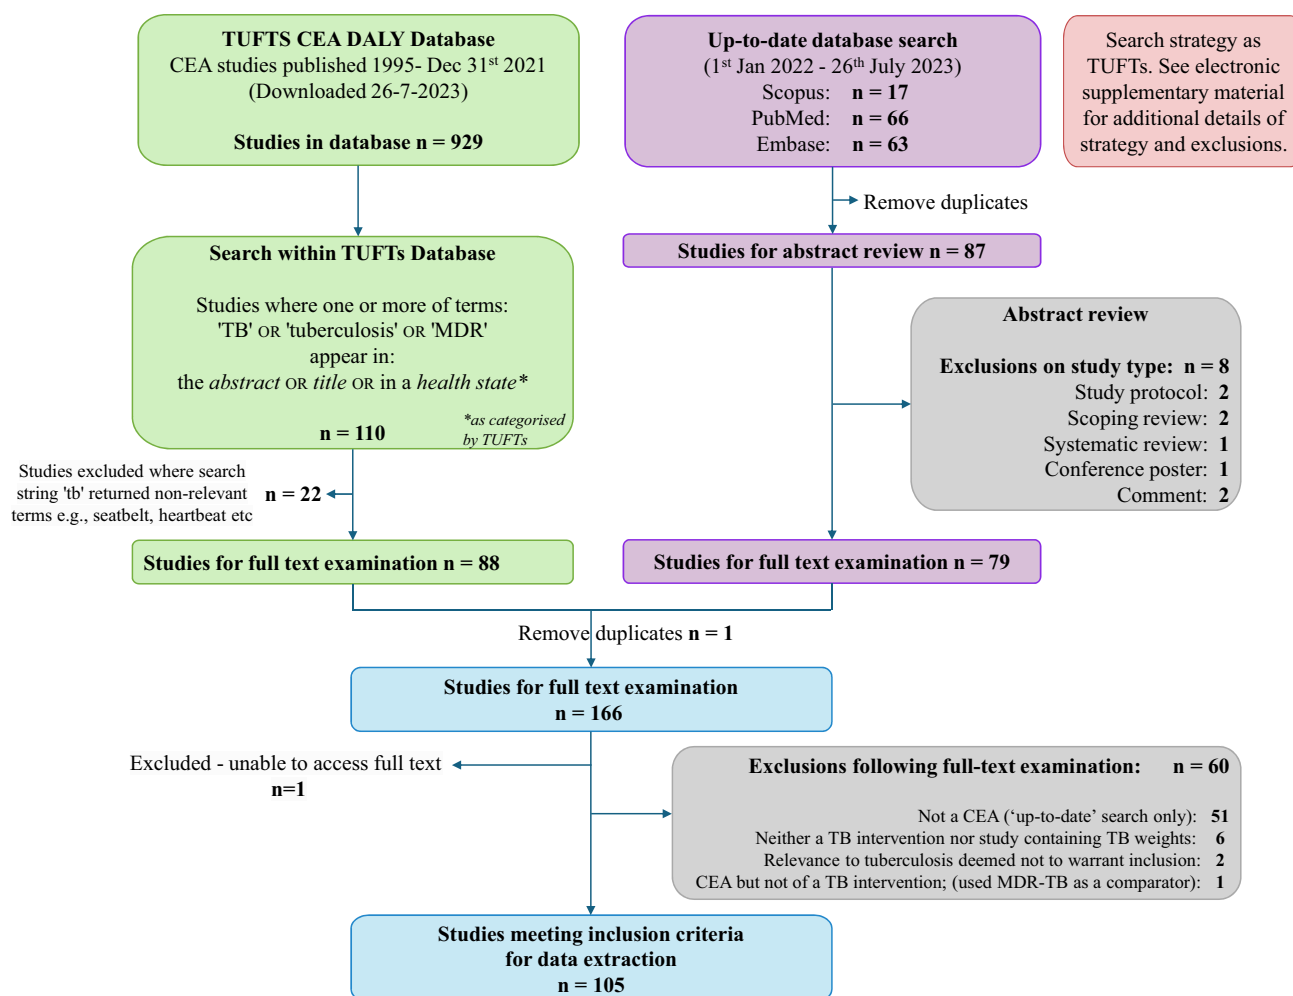 TUFTS CEA DALY Database
CEA studies published 1995- Dec 31st 2021
(Downloaded 26-7-2023)
Studies in database n = 929
Up-to-date database search
(1st Jan 2022 - 26th July 2023)
Scopus: n = 17
PubMed: n = 66
Embase: n = 63
Search strategy as
TUFTs. See electronic
supplementary material
for additional details of
strategy and exclusions.
Remove duplicates
Search within TUFTs Database
Studies where one or more of terms:
'TB' OR 'tuberculosis' OR 'MDR'
appear in:
the abstract OR title OR in a health state*
n = 110
*as categorised
by TUFTs
Studies for abstract review n = 87
Abstract review
Exclusions on study type: n = 8
Study protocol: 2
Scoping review: 2
Systematic review: 1
Conference poster: 1
Comment: 2
Studies excluded where search
string 'tb' returned non-relevant
terms e.g., seatbelt, heartbeat etc
n = 22
Studies for full text examination n = 88
Studies for full text examination n = 79
Remove duplicates n = 1
Studies for full text examination
n = 166
Excluded - unable to access full text
n=1
Exclusions following full-text examination: n = 60
Not a CEA (‘up-to-date’ search only): 51
Neither a TB intervention nor study containing TB weights: 6
Relevance to tuberculosis deemed not to warrant inclusion: 2
CEA but not of a TB intervention; (used MDR-TB as a comparator): 1
Studies meeting inclusion criteria
for data extraction
n = 105